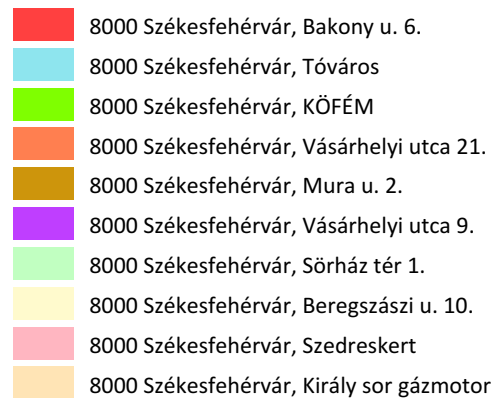 8000 Székesfehérvár, Bakony u. 6.
8000 Székesfehérvár, Tóváros
8000 Székesfehérvár, KÖFÉM
8000 Székesfehérvár, Vásárhelyi utca 21.
8000 Székesfehérvár, Mura u. 2.
8000 Székesfehérvár, Vásárhelyi utca 9.
8000 Székesfehérvár, Sörház tér 1.
8000 Székesfehérvár, Beregszászi u. 10.
8000 Székesfehérvár, Szedreskert
8000 Székesfehérvár, Király sor gázmotor